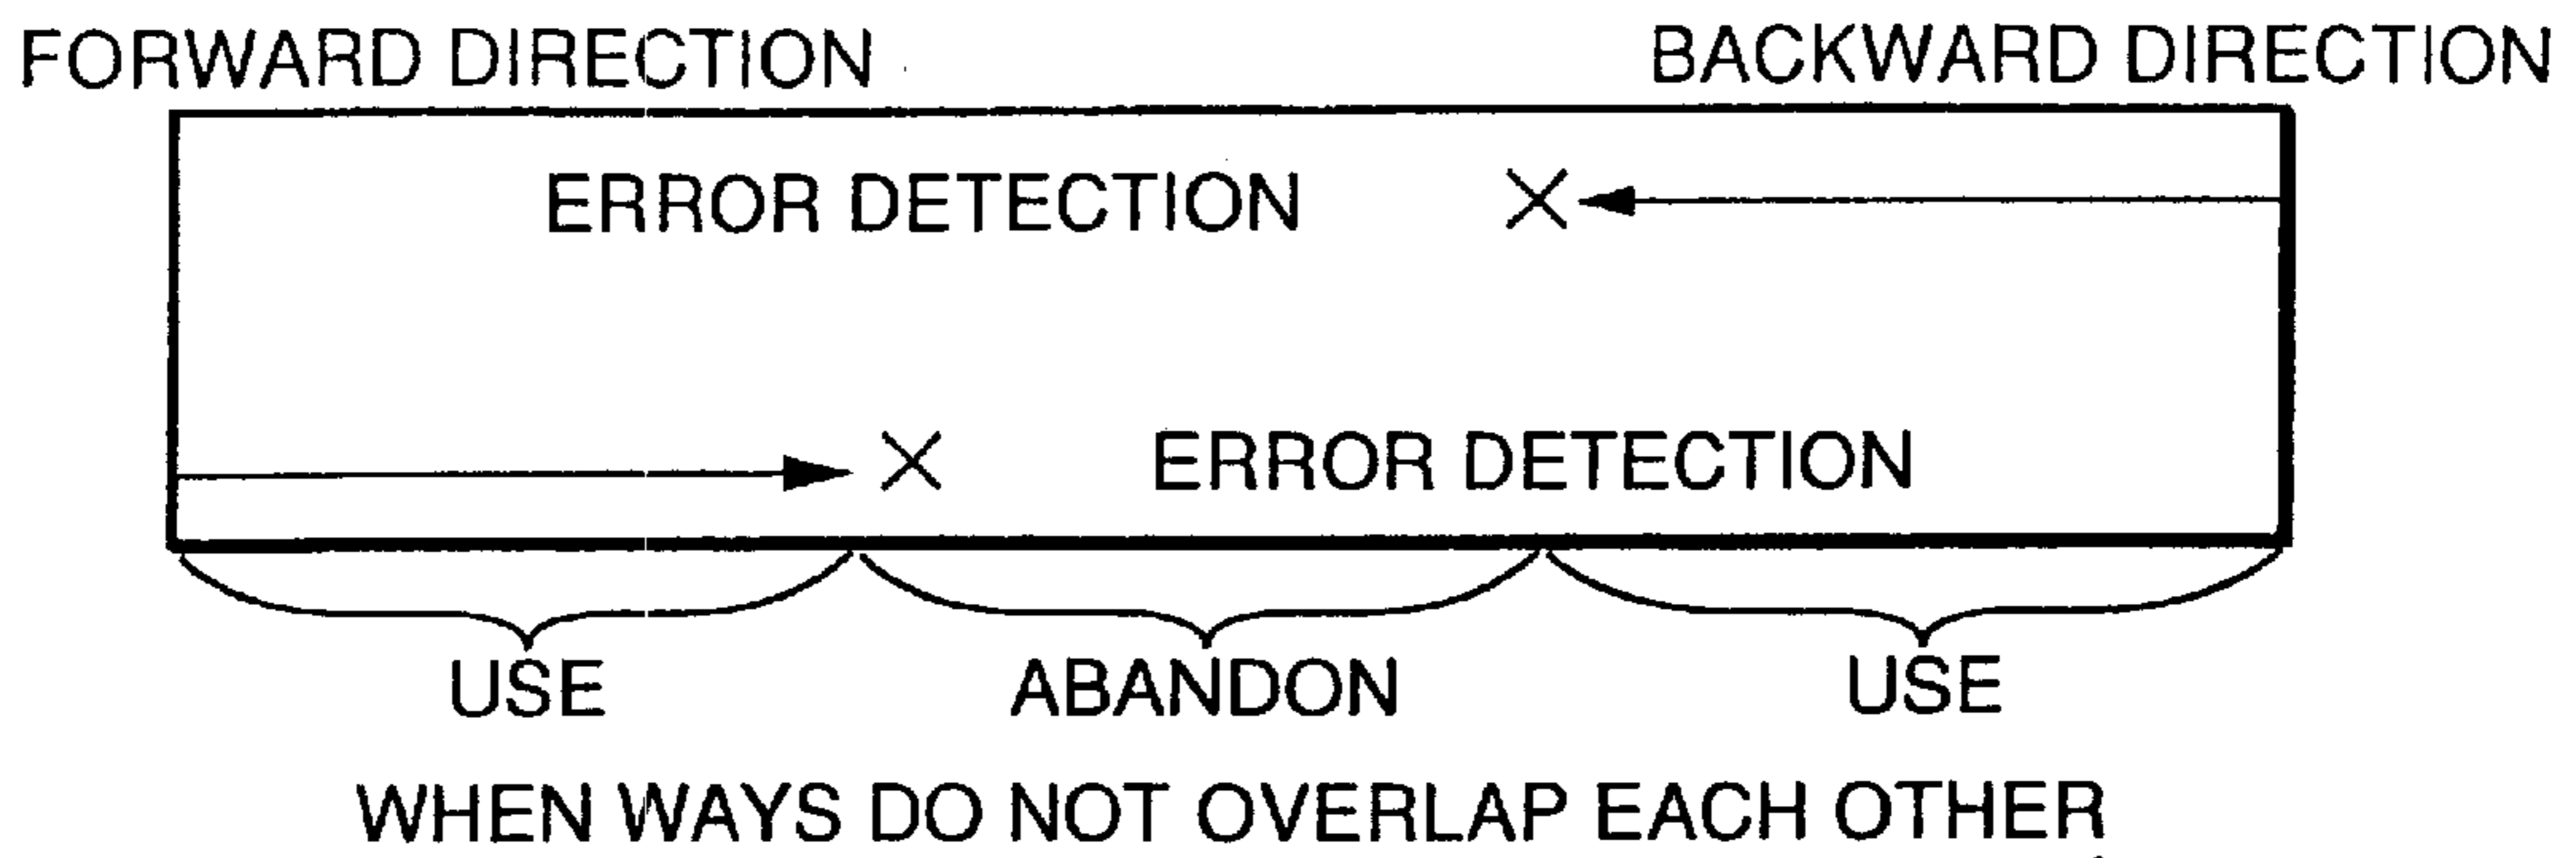 FORWARD DIRECTION BACKWARD DIRECTION
ERROR DETECTION
ERROR DETECTION
USE ABANDON USE
WHEN WAYS DO NOT OVERLAP EACH OTHER